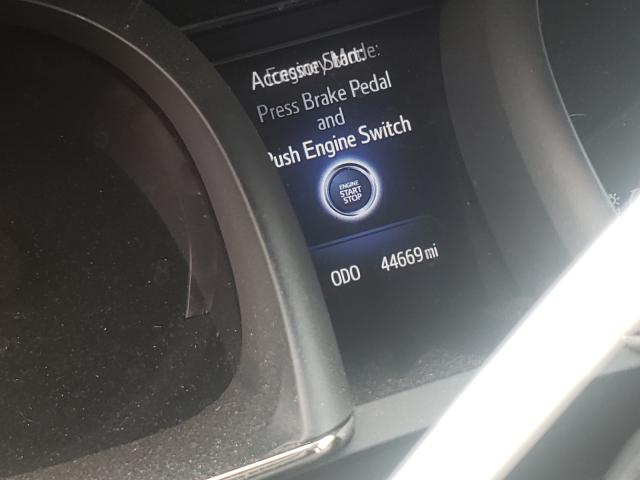 Press Brake Pedal
and
Push Engine Switch
ENGINE
START
STOP
ODO 44669 mi